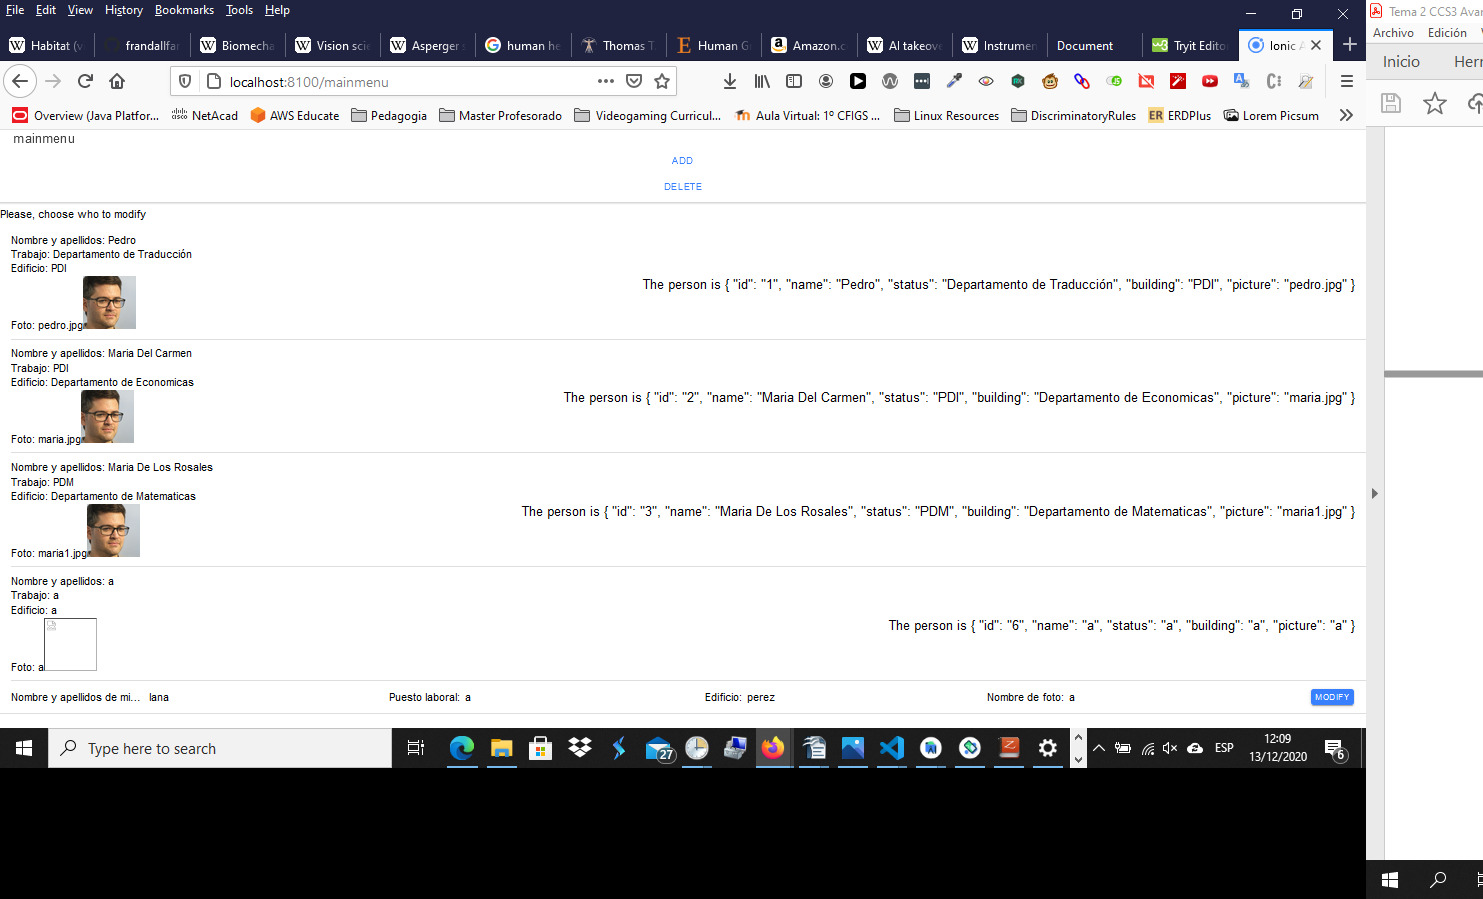 File Edit View History Bookmarks Tools Help
Habitat (v frandallfar Biomecha Vision scie Asperger s human he Thomas T. Human Gr Amazon.c AI takeove Instrumen Document Tryit Edito Ionic A
localhost:8100/mainmenu
Overview (Java Platfor... NetAcad AWS Educate Pedagogia Master Profesorado Videogaming Curricul... Aula Virtual: 1º CFIGS ... Linux Resources DiscriminatoryRules ERDPlus Lorem Picsum
mainmenu
ADD
DELETE
Please, choose who to modify
Nombre y apellidos: Pedro
Trabajo: Departamento de Traducción
Edificio: PDI
Foto: pedro.jpg
The person is { "id": "1", "name": "Pedro", "status": "Departamento de Traducción", "building": "PDI", "picture": "pedro.jpg" }
Nombre y apellidos: Maria Del Carmen
Trabajo: PDI
Edificio: Departamento de Economicas
Foto: maria.jpg
The person is { "id": "2", "name": "Maria Del Carmen", "status": "PDI", "building": "Departamento de Economicas", "picture": "maria.jpg" }
Nombre y apellidos: Maria De Los Rosales
Trabajo: PDM
Edificio: Departamento de Matematicas
Foto: maria1.jpg
The person is { "id": "3", "name": "Maria De Los Rosales", "status": "PDM", "building": "Departamento de Matematicas", "picture": "maria1.jpg" }
Nombre y apellidos: a
Trabajo: a
Edificio: a
Foto: a
The person is { "id": "6", "name": "a", "status": "a", "building": "a", "picture": "a" }
Nombre y apellidos de mi... lana Puesto laboral: a Edificio: perez Nombre de foto: a MODIFY
Type here to search
27
ESP
12:09
13/12/2020
6
Tema 2 CCS3 Avar
Archivo Edición
Inicio Herr